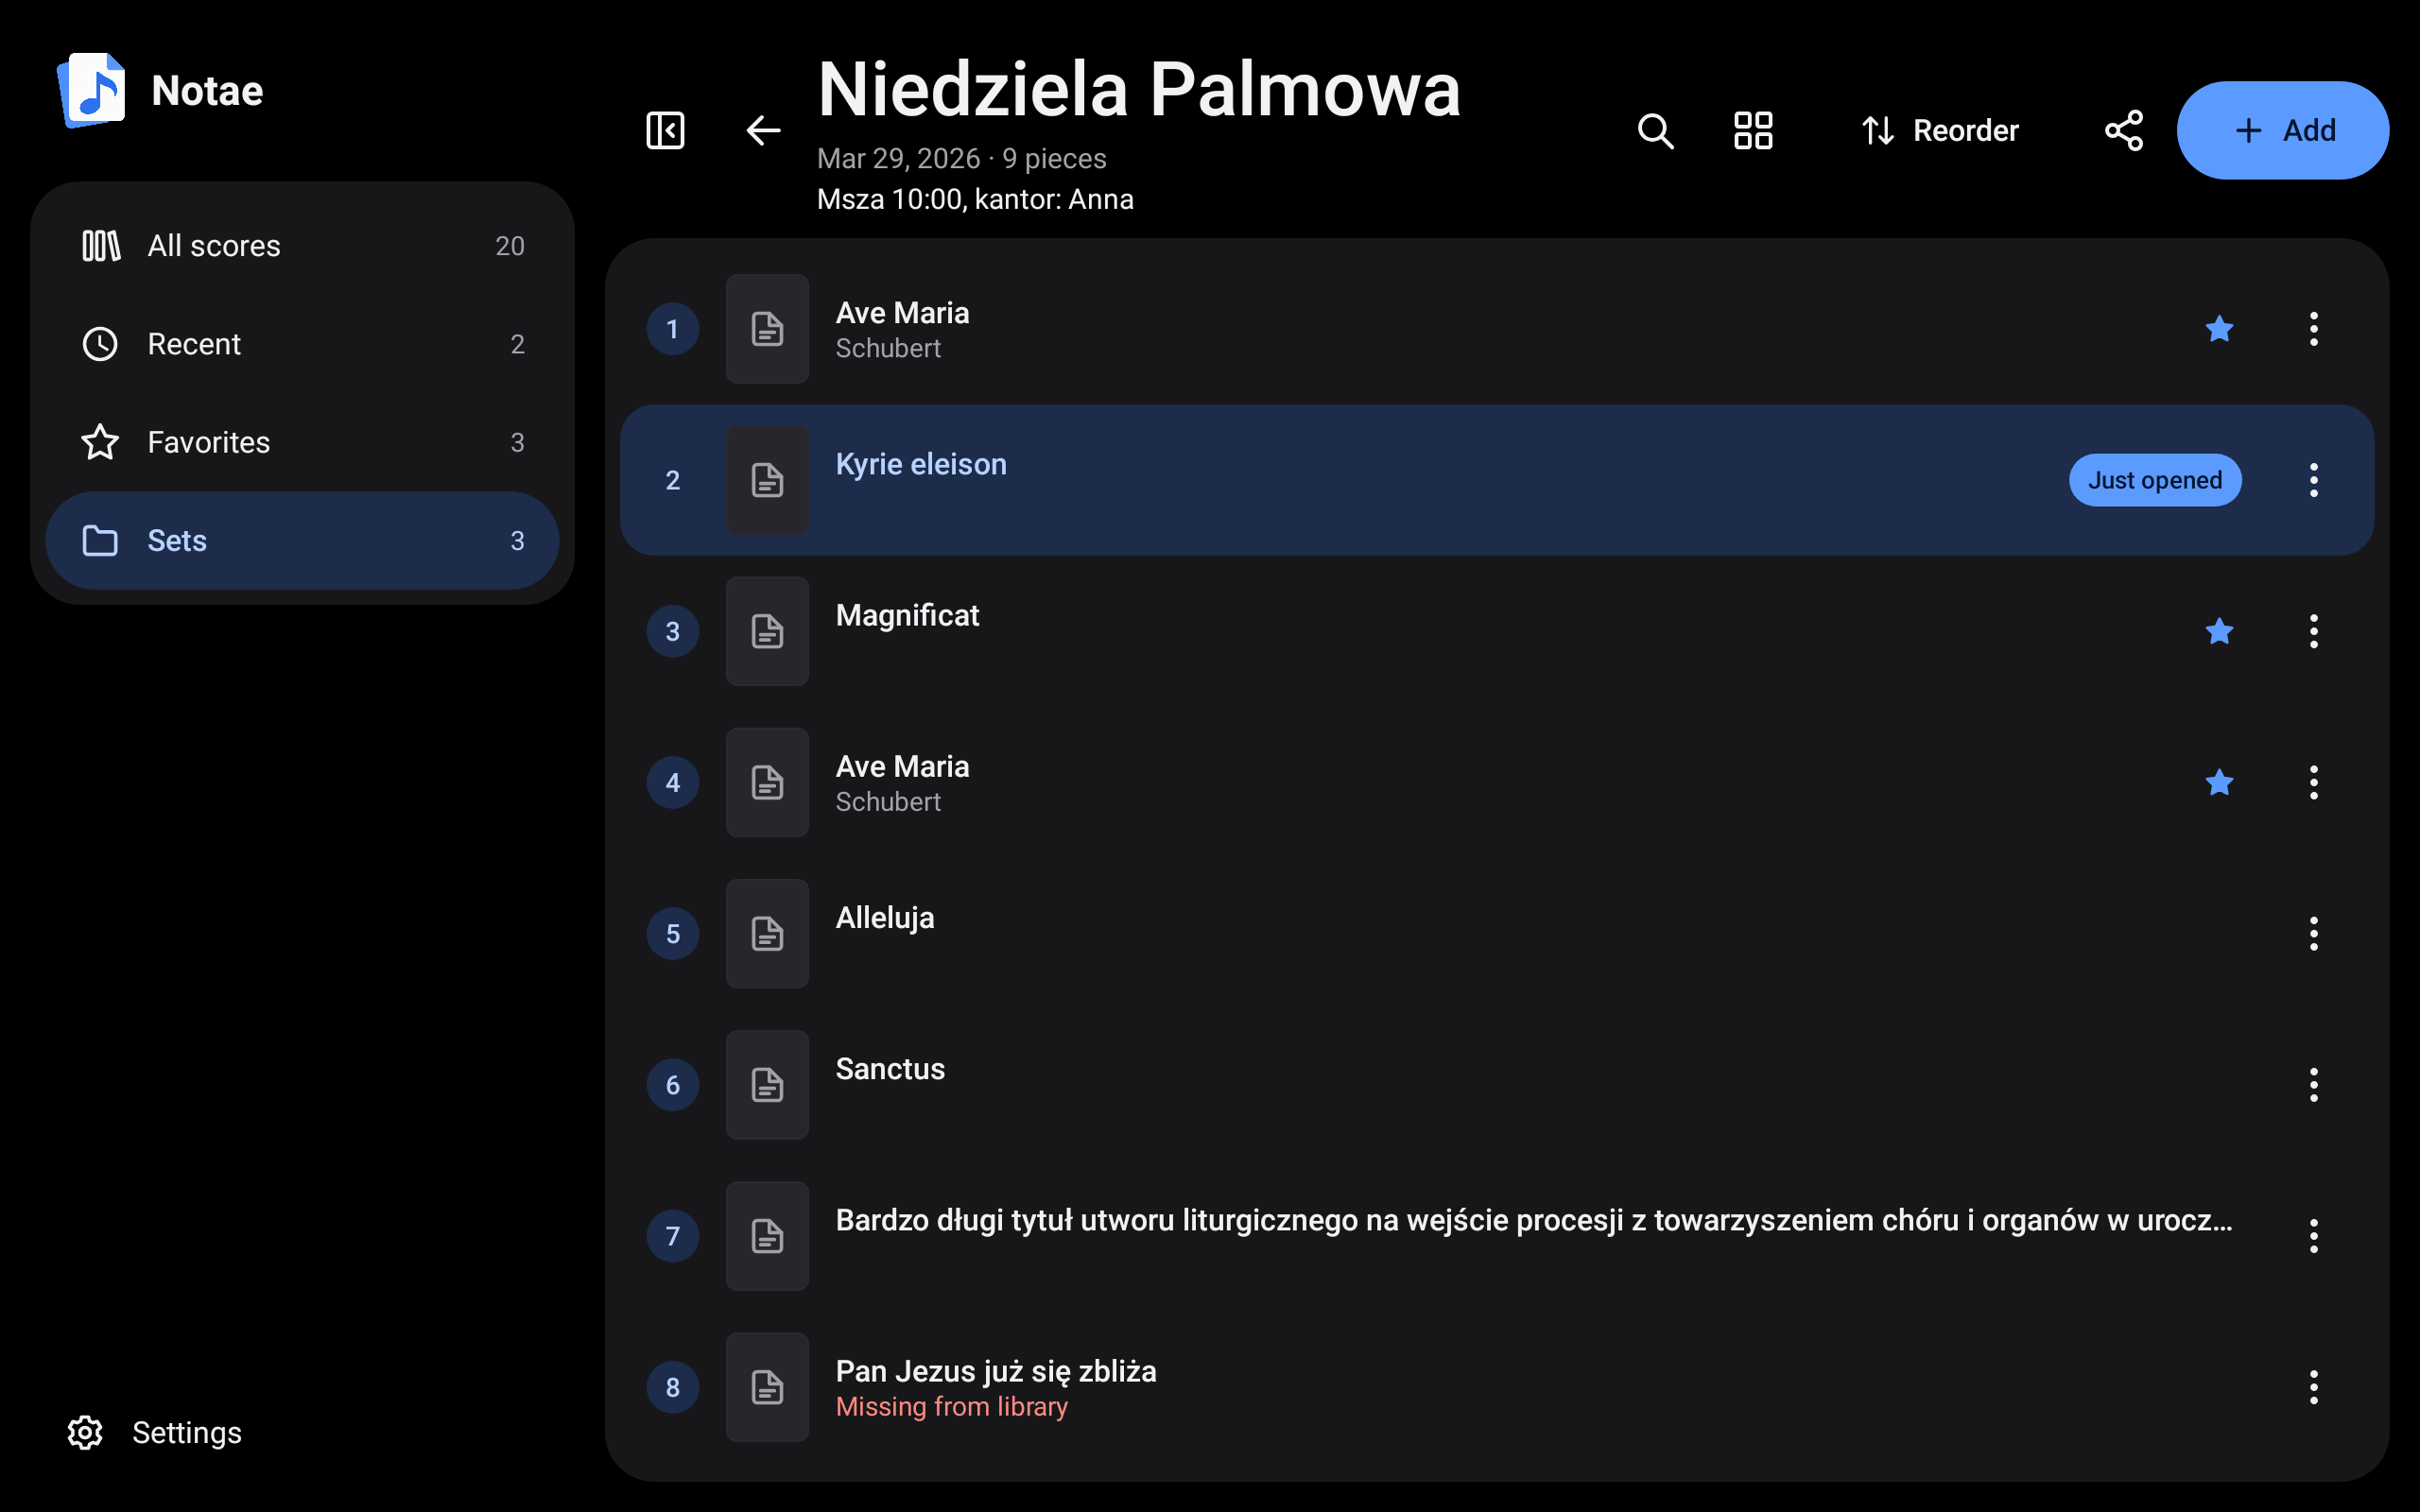 Notae
All scores 20
Recent 2
Favorites 3
Sets 3
Settings
Niedziela Palmowa
Mar 29, 2026 · 9 pieces
Msza 10:00, kantor: Anna
Reorder
Add
1 Ave Maria
Schubert
2 Kyrie eleison Just opened
3 Magnificat
4 Ave Maria
Schubert
5 Alleluja
6 Sanctus
7 Bardzo długi tytuł utworu liturgicznego na wejście procesji z towarzyszeniem chóru i organów w urocz...
8 Pan Jezus już się zbliża
Missing from library